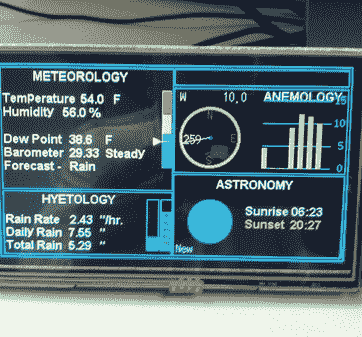 METEOROLOGY
Temperature 54.0 F
Humidity 56.0 %
Dew Point 38.6 F
Barometer 29.33 Steady
Forecast - Rain
HYETOLOGY
Rain Rate 2.43 "/hr.
Daily Rain 7.55 "
Total Rain 5.29 "
W 10.0 ANEMOLOGY
15
10
5
0
N
E
S
259
ASTRONOMY
Sunrise 06:23
Sunset 20:27
New